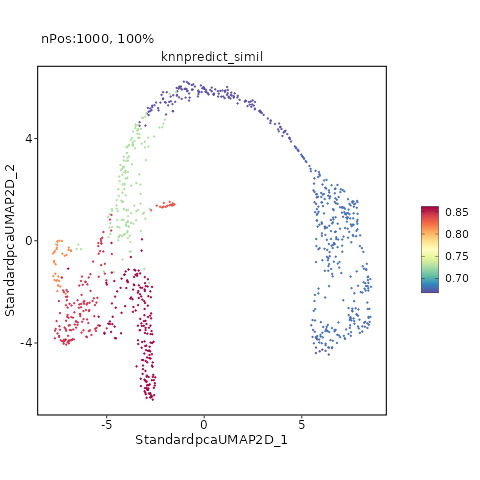 nPos:1000, 100%
knnpredict_simil
StandardpcaUMAP2D_2
4
0
-4
-5
0
5
StandardpcaUMAP2D_1
0.85
0.80
0.75
0.70